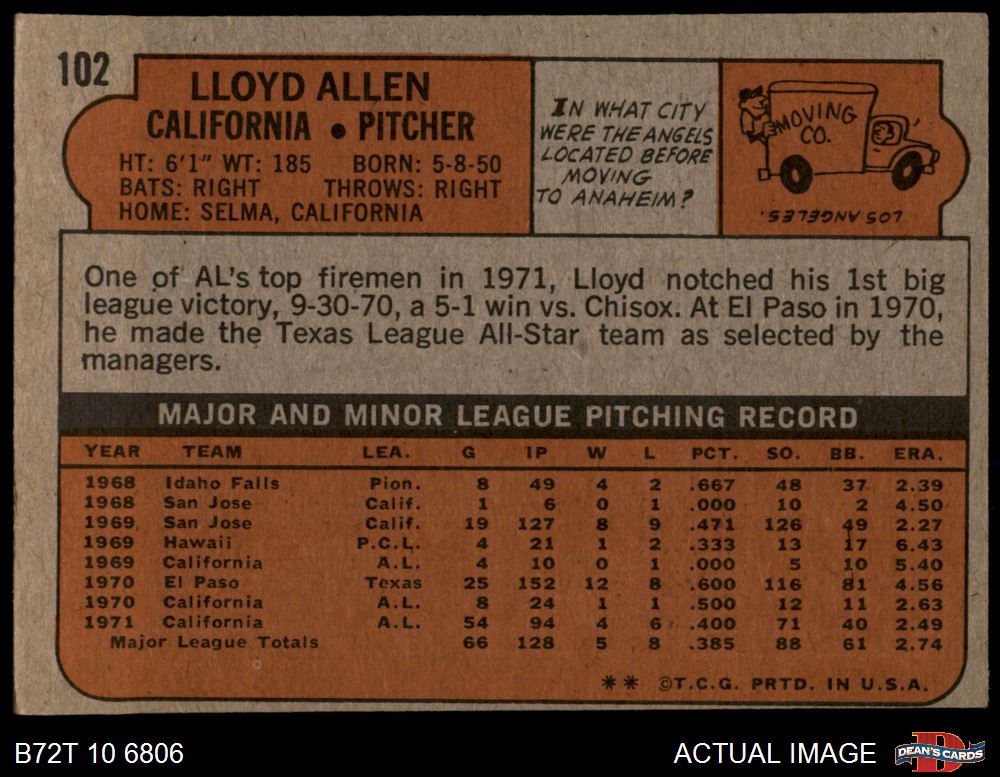 102
LLOYD ALLEN
CALIFORNIA • PITCHER
HT: 6'1" WT: 185 BORN: 5-8-50
BATS: RIGHT THROWS: RIGHT
HOME: SELMA, CALIFORNIA
IN WHAT CITY
WERE THE ANGELS
LOCATED BEFORE
MOVING
TO ANAHEIM?
MOVING
CO.
LOS ANGELES.
One of AL's top firemen in 1971, Lloyd notched his 1st big
league victory, 9-30-70, a 5-1 win vs. Chisox. At El Paso in 1970,
he made the Texas League All-Star team as selected by the
managers.
MAJOR AND MINOR LEAGUE PITCHING RECORD
YEAR TEAM LEA. G IP W L PCT. SO. BB. ERA.
1968 Idaho Falls Pion. 8 49 4 2 .667 48 37 2.39
1968 San Jose Calif. 1 6 0 1 .000 10 2 4.50
1969 San Jose Calif. 19 127 8 9 .471 126 49 2.27
1969 Hawaii P.C.L. 4 21 1 2 .333 13 17 6.43
1969 California A.L. 4 10 0 1 .000 5 10 5.40
1970 El Paso Texas 25 152 12 8 .600 116 81 4.56
1970 California A.L. 8 24 1 1 .500 12 11 2.63
1971 California A.L. 54 94 4 6 .400 71 40 2.49
Major League Totals 66 128 5 8 .385 88 61 2.74
** ©T.C.G. PRTD. IN U.S.A.
B72T 10 6806
ACTUAL IMAGE
D
DEAN'S CARDS